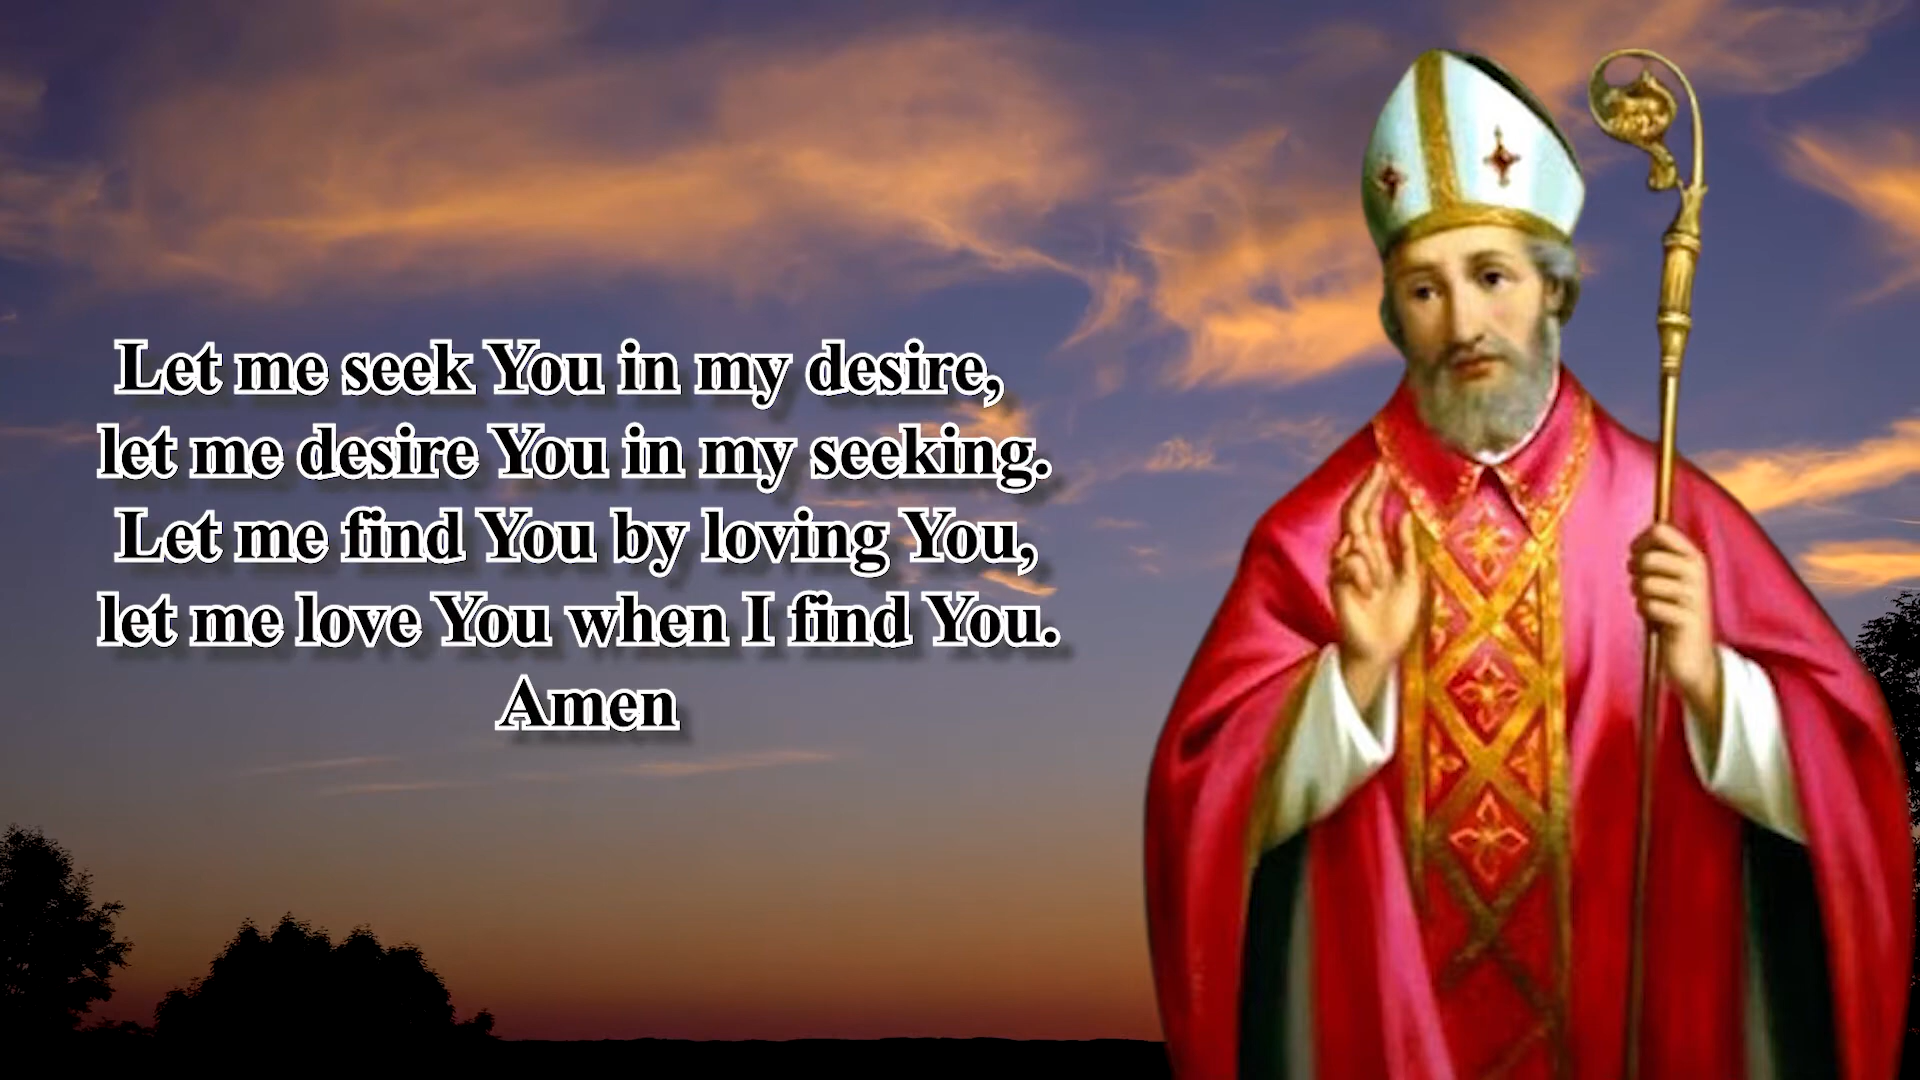 Let me seek You in my desire,
let me desire You in my seeking.
Let me find You by loving You,
let me love You when I find You.
Amen